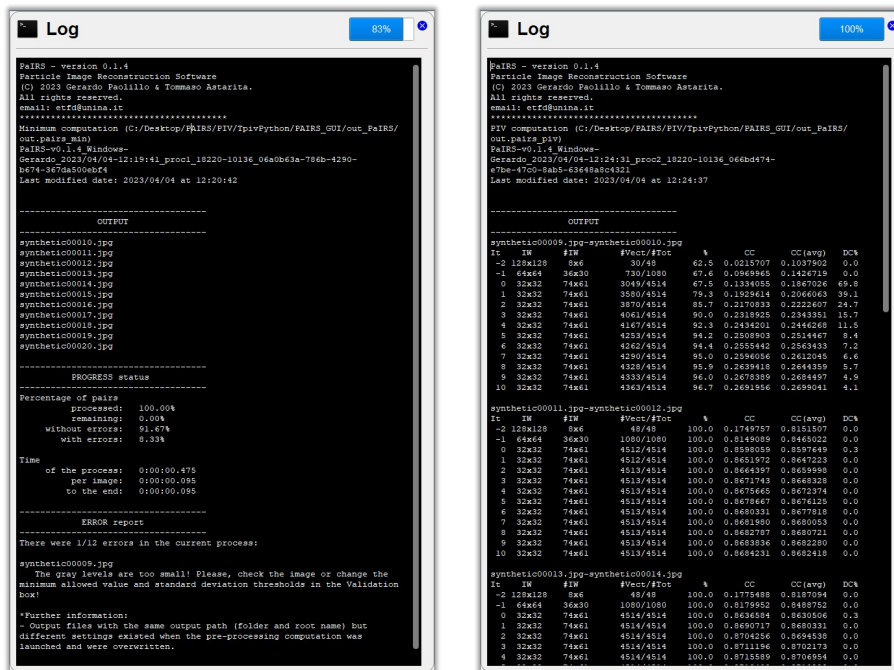 Log
83%
PaIRS - version 0.1.4
Particle Image Reconstruction Software
(C) 2023 Gerardo Paolillo & Tommaso Astarita.
All rights reserved.
email: etfd@unina.it
****************************************
Minimum computation (C:/Desktop/PAIRS/PIV/TpivPython/PAIRS_GUI/out_PaIRS/
out.pairs_min)
PaIRS-v0.1.4_Windows-
Gerardo_2023/04/04-12:19:41_proc1_18220-10136_06a0b63a-786b-4290-
b674-367da500ebf4
Last modified date: 2023/04/04 at 12:20:42
-----------------------------------
OUTPUT
-----------------------------------
synthetic00010.jpg
synthetic00011.jpg
synthetic00012.jpg
synthetic00013.jpg
synthetic00014.jpg
synthetic00015.jpg
synthetic00016.jpg
synthetic00017.jpg
synthetic00018.jpg
synthetic00019.jpg
synthetic00020.jpg
-----------------------------------
PROGRESS status
-----------------------------------
Percentage of pairs
processed: 100.00%
remaining: 0.00%
without errors: 91.67%
with errors: 8.33%
Time
of the process: 0:00:00.475
per image: 0:00:00.095
to the end: 0:00:00.095
-----------------------------------
ERROR report
-----------------------------------
There were 1/12 errors in the current process:
synthetic00009.jpg
The gray levels are too small! Please, check the image or change the
minimum allowed value and standard deviation thresholds in the Validation
box!
*Further information:
- Output files with the same output path (folder and root name) but
different settings existed when the pre-processing computation was
launched and were overwritten.
Log
100%
PaIRS - version 0.1.4
Particle Image Reconstruction Software
(C) 2023 Gerardo Paolillo & Tommaso Astarita.
All rights reserved.
email: etfd@unina.it
****************************************
PIV computation (C:/Desktop/PAIRS/PIV/TpivPython/PAIRS_GUI/out_PaIRS/
out.pairs_piv)
PaIRS-v0.1.4_Windows-
Gerardo_2023/04/04-12:24:31_proc2_18220-10136_066bd474-
e7be-47c0-8ab5-63648a8c4321
Last modified date: 2023/04/04 at 12:24:37
-----------------------------------
OUTPUT
-----------------------------------
synthetic00009.jpg-synthetic00010.jpg
It IW #IW #Vect/#Tot % CC CC(avg) DC%
-2 128x128 8x6 30/48 62.5 0.0215707 0.1037902 0.0
-1 64x64 36x30 730/1080 67.6 0.0969965 0.1426719 0.0
0 32x32 74x61 3049/4514 67.5 0.1334055 0.1867026 69.8
1 32x32 74x61 3580/4514 79.3 0.1929614 0.2066063 39.1
2 32x32 74x61 3870/4514 85.7 0.2170833 0.2222607 24.7
3 32x32 74x61 4061/4514 90.0 0.2318925 0.2343351 15.7
4 32x32 74x61 4167/4514 92.3 0.2434201 0.2446268 11.5
5 32x32 74x61 4253/4514 94.2 0.2508903 0.2514467 8.4
6 32x32 74x61 4262/4514 94.4 0.2555442 0.2563433 7.2
7 32x32 74x61 4290/4514 95.0 0.2596056 0.2612045 6.6
8 32x32 74x61 4328/4514 95.9 0.2639418 0.2644359 5.7
9 32x32 74x61 4333/4514 96.0 0.2678389 0.2684497 4.9
10 32x32 74x61 4363/4514 96.7 0.2691956 0.2699041 4.1
synthetic00011.jpg-synthetic00012.jpg
It IW #IW #Vect/#Tot % CC CC(avg) DC%
-2 128x128 8x6 48/48 100.0 0.1749757 0.8151507 0.0
-1 64x64 36x30 1080/1080 100.0 0.8149089 0.8465022 0.0
0 32x32 74x61 4512/4514 100.0 0.8598059 0.8597649 0.3
1 32x32 74x61 4512/4514 100.0 0.8651972 0.8647223 0.0
2 32x32 74x61 4513/4514 100.0 0.8664397 0.8659998 0.0
3 32x32 74x61 4513/4514 100.0 0.8671743 0.8668328 0.0
4 32x32 74x61 4513/4514 100.0 0.8675665 0.8672374 0.0
5 32x32 74x61 4513/4514 100.0 0.8678667 0.8676125 0.0
6 32x32 74x61 4513/4514 100.0 0.8680331 0.8677818 0.0
7 32x32 74x61 4513/4514 100.0 0.8681980 0.8680053 0.0
8 32x32 74x61 4513/4514 100.0 0.8682787 0.8680721 0.0
9 32x32 74x61 4513/4514 100.0 0.8683836 0.8682280 0.0
10 32x32 74x61 4513/4514 100.0 0.8684231 0.8682418 0.0
synthetic00013.jpg-synthetic00014.jpg
It IW #IW #Vect/#Tot % CC CC(avg) DC%
-2 128x128 8x6 48/48 100.0 0.1775488 0.8187094 0.0
-1 64x64 36x30 1080/1080 100.0 0.8179952 0.8488752 0.0
0 32x32 74x61 4514/4514 100.0 0.8636584 0.8630506 0.3
1 32x32 74x61 4514/4514 100.0 0.8690717 0.8680331 0.0
2 32x32 74x61 4514/4514 100.0 0.8704256 0.8694538 0.0
3 32x32 74x61 4514/4514 100.0 0.8711196 0.8702173 0.0
4 32x32 74x61 4514/4514 100.0 0.8715589 0.8706954 0.0